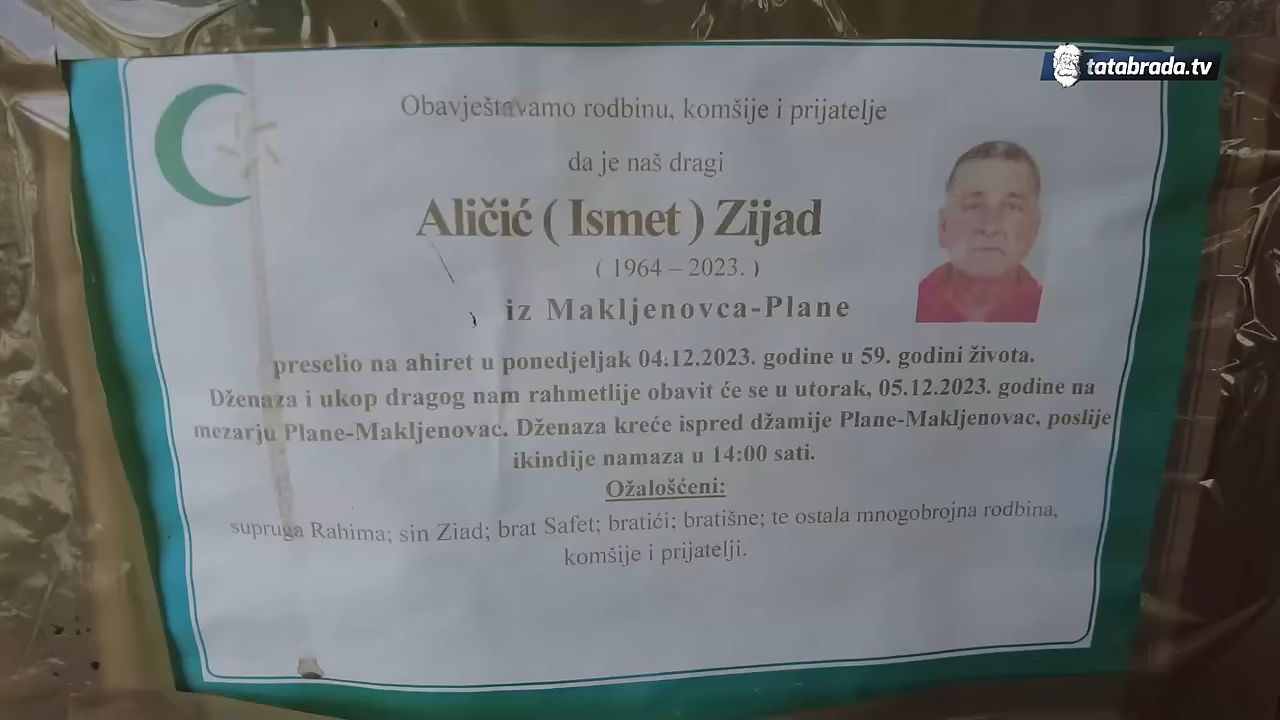 tatabrada.tv
Obavještavamo rodbinu, komšije i prijatelje
da je naš dragi
Aličić ( Ismet ) Zijad
( 1964 – 2023. )
iz Makljenovca-Plane
preselio na ahiret u ponedjeljak 04.12.2023. godine u 59. godini života.
Dženaza i ukop dragog nam rahmetlije obavit će se u utorak, 05.12.2023. godine na
mezarju Plane-Makljenovac. Dženaza kreće ispred džamije Plane-Makljenovac, poslije
ikindije namaza u 14:00 sati.
Ožalošćeni:
supruga Rahima; sin Ziad; brat Safet; bratići; bratišne; te ostala mnogobrojna rodbina,
komšije i prijatelji.